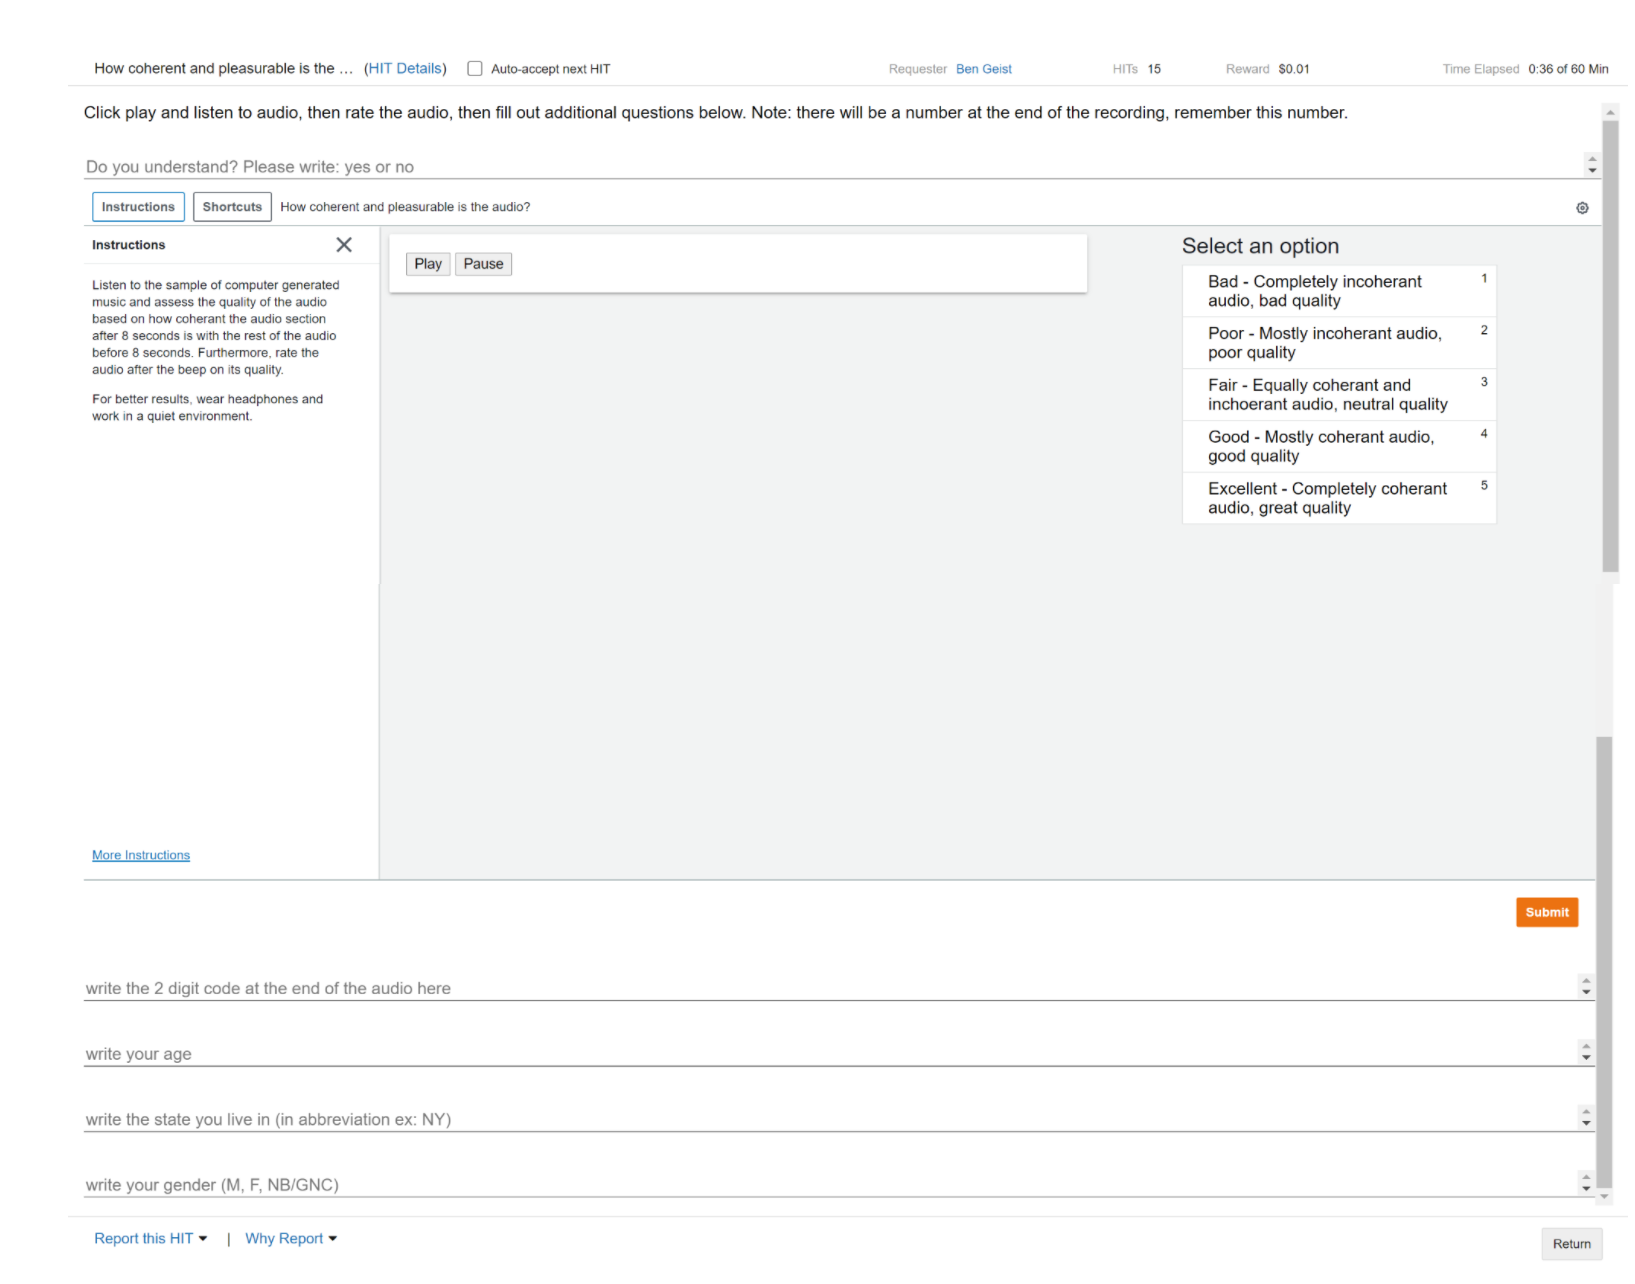 How coherent and pleasurable is the ... (HIT Details) Auto-accept next HIT Requester Ben Geist HITs 15 Reward $0.01 Time Elapsed 0:36 of 60 Min
Click play and listen to audio, then rate the audio, then fill out additional questions below. Note: there will be a number at the end of the recording, remember this number.
Do you understand? Please write: yes or no
Instructions Shortcuts How coherent and pleasurable is the audio?
Instructions
Listen to the sample of computer generated
music and assess the quality of the audio
based on how coherant the audio section
after 8 seconds is with the rest of the audio
before 8 seconds. Furthermore, rate the
audio after the beep on its quality.
For better results, wear headphones and
work in a quiet environment.
More Instructions
Play Pause
Select an option
Bad - Completely incoherant 1
audio, bad quality
Poor - Mostly incoherant audio, 2
poor quality
Fair - Equally coherant and 3
inchoerant audio, neutral quality
Good - Mostly coherant audio, 4
good quality
Excellent - Completely coherant 5
audio, great quality
Submit
write the 2 digit code at the end of the audio here
write your age
write the state you live in (in abbreviation ex: NY)
write your gender (M, F, NB/GNC)
Report this HIT | Why Report
Return